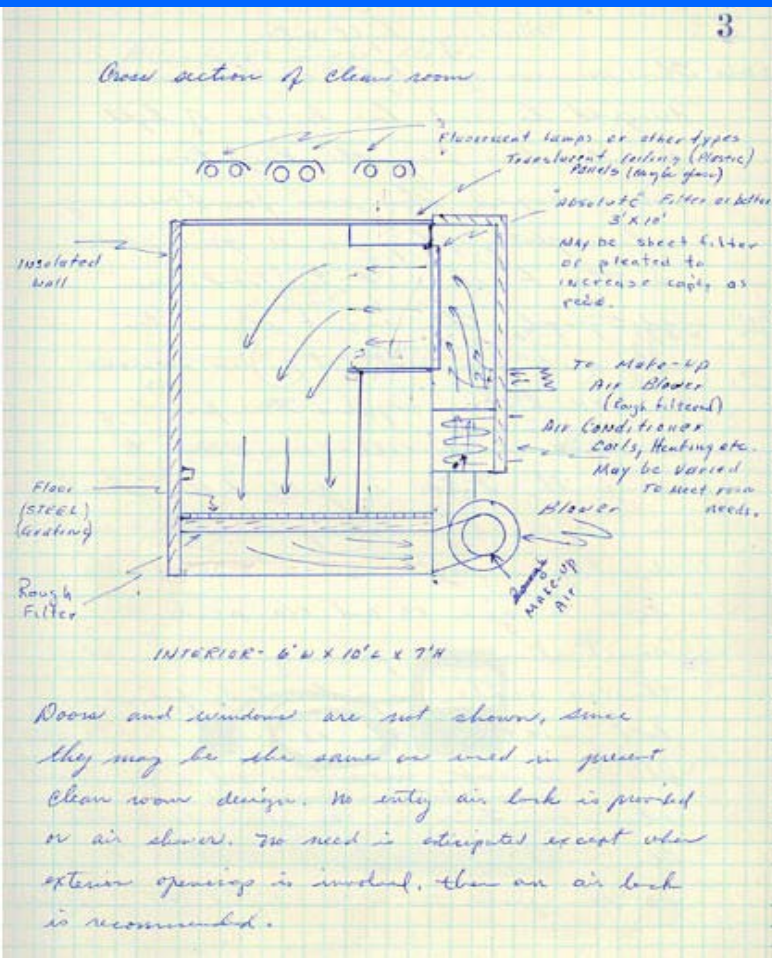 3
Cross section of clean room
Fluorescent Lamps or other types
Translucent ceiling (Plastic)
Panels (maybe glass)
"Absolute" Filter or better
3' x 10'
May be sheet filter
or pleated to
increase cap'y as
req'd.
Insulated
Wall
To Make-up
Air Blower
(Rough filtered)
Air Conditioner
Coils, Heating etc.
May be varied
To meet room
needs.
Floor
(STEEL)
(Grating)
Blower
Rough
Filter
Make-up
Air
INTERIOR - 6' W x 10' L x 7' H
Doors and windows are not shown, since
they may be the same as used in present
clean room design. No entry air lock is provided
or air shower. No need is anticipated except when
exterior openings is involved, then an air lock
is recommended.